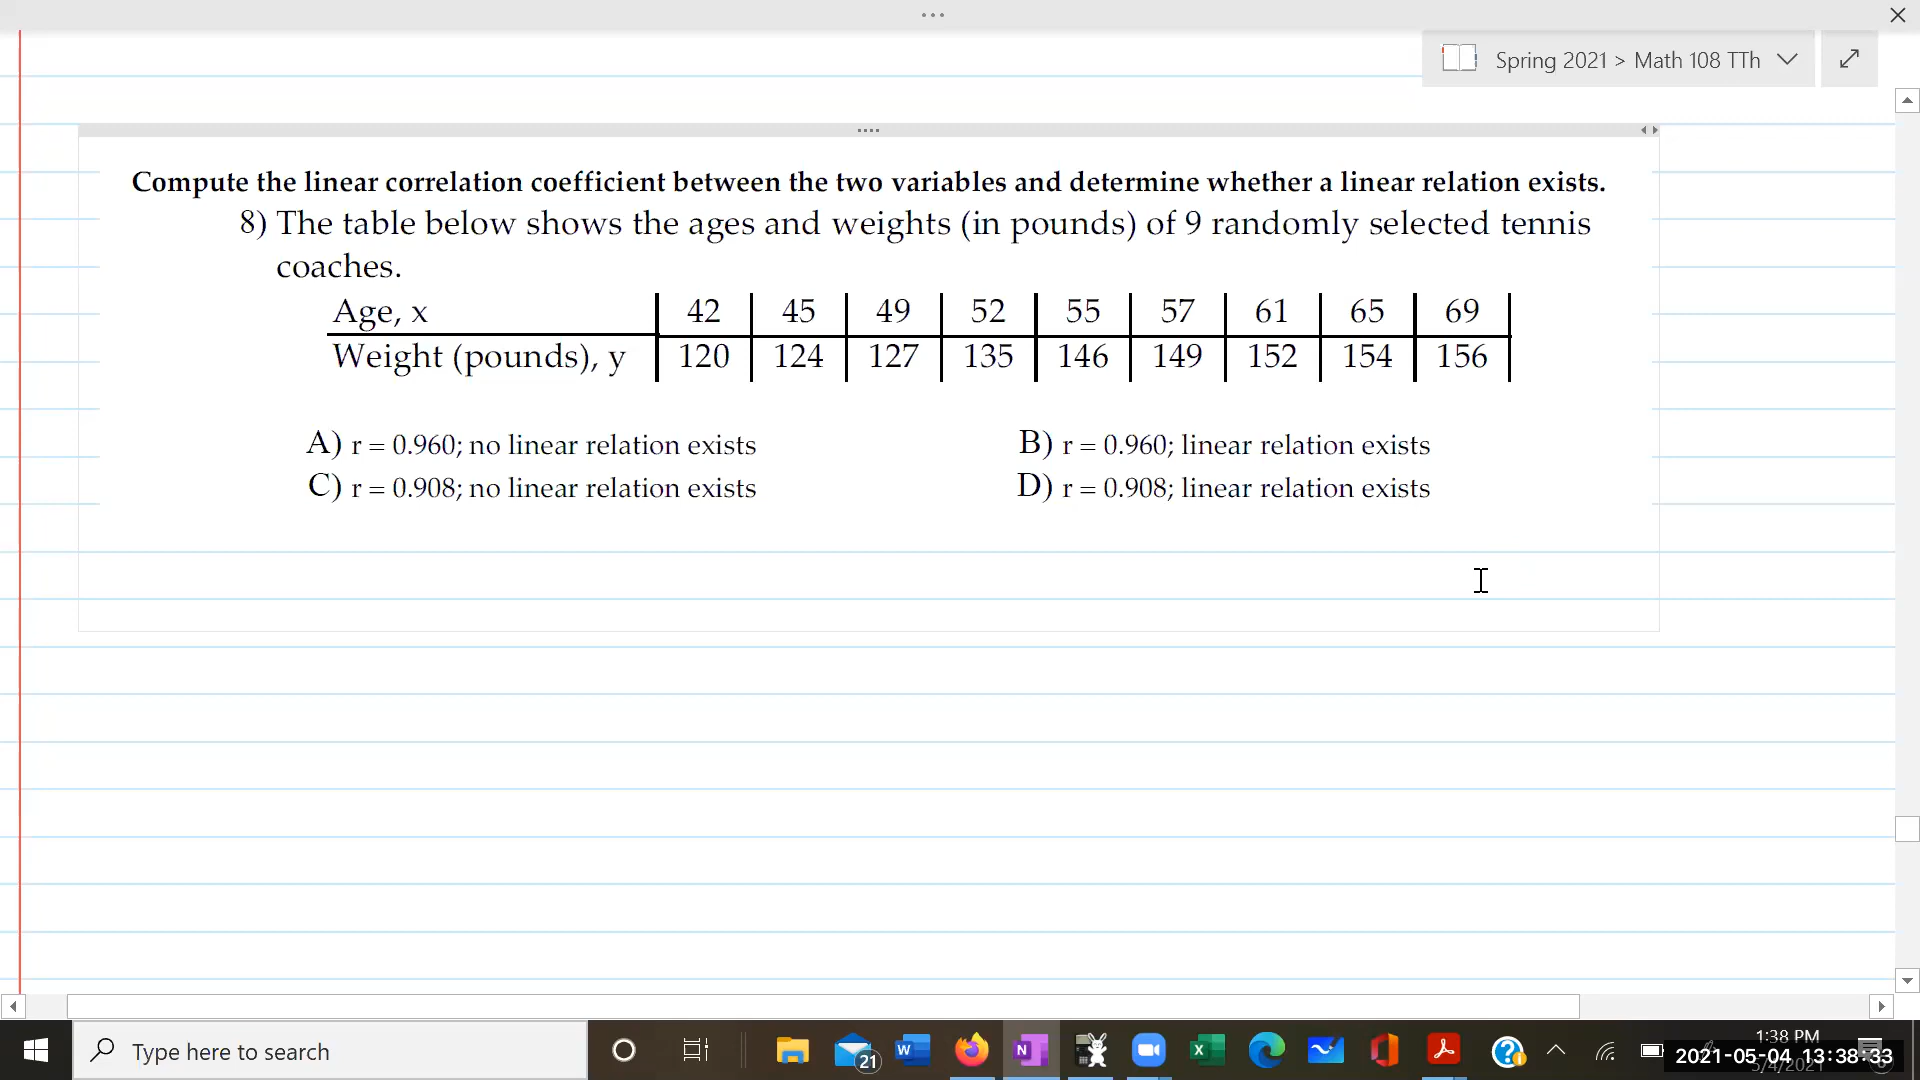 Spring 2021 > Math 108 TTh
Compute the linear correlation coefficient between the two variables and determine whether a linear relation exists.
8) The table below shows the ages and weights (in pounds) of 9 randomly selected tennis
coaches.
Age, x 42 45 49 52 55 57 61 65 69
Weight (pounds), y 120 124 127 135 146 149 152 154 156
A) r = 0.960; no linear relation exists B) r = 0.960; linear relation exists
C) r = 0.908; no linear relation exists D) r = 0.908; linear relation exists
Type here to search
21
1:38 PM
2021-05-04 13:38:33